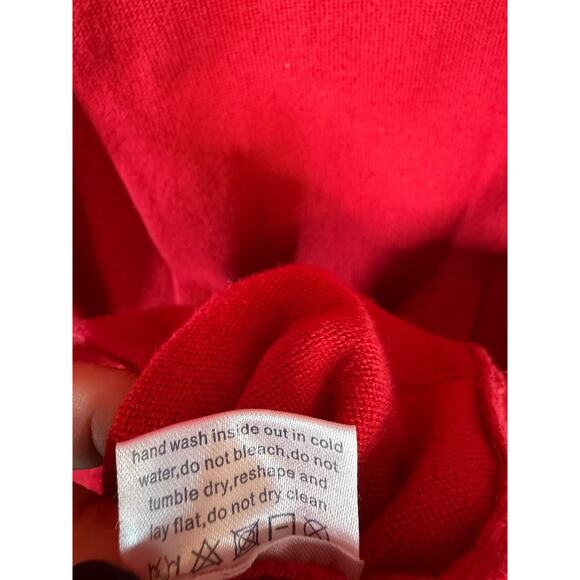 hand wash inside out in cold
water,do not bleach,do not
tumble dry,reshape and
lay flat,do not dry clean